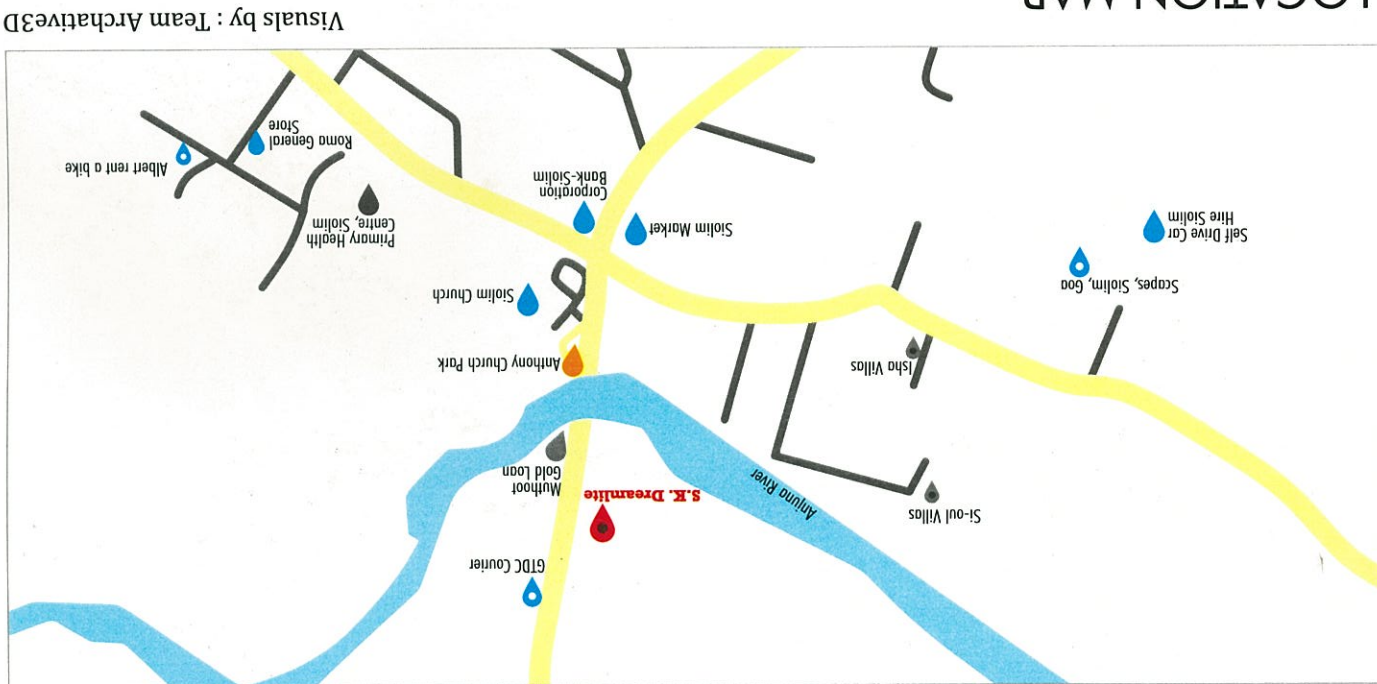 GTDC Courier
Si-oul Villas
Anjuna River
S.K. Dreamlite
Muthoot
Gold Loan
Isha Villas
Anthony Church Park
Scapes, Siolim, Goa
Siolim Church
Self Drive Car
Hire Siolim
Siolim Market
Primary Health
Centre, Siolim
Corporation
Bank-Siolim
Albert rent a bike
Roma General
Store
LOCATION MAP
Visuals by : Team Archative3D